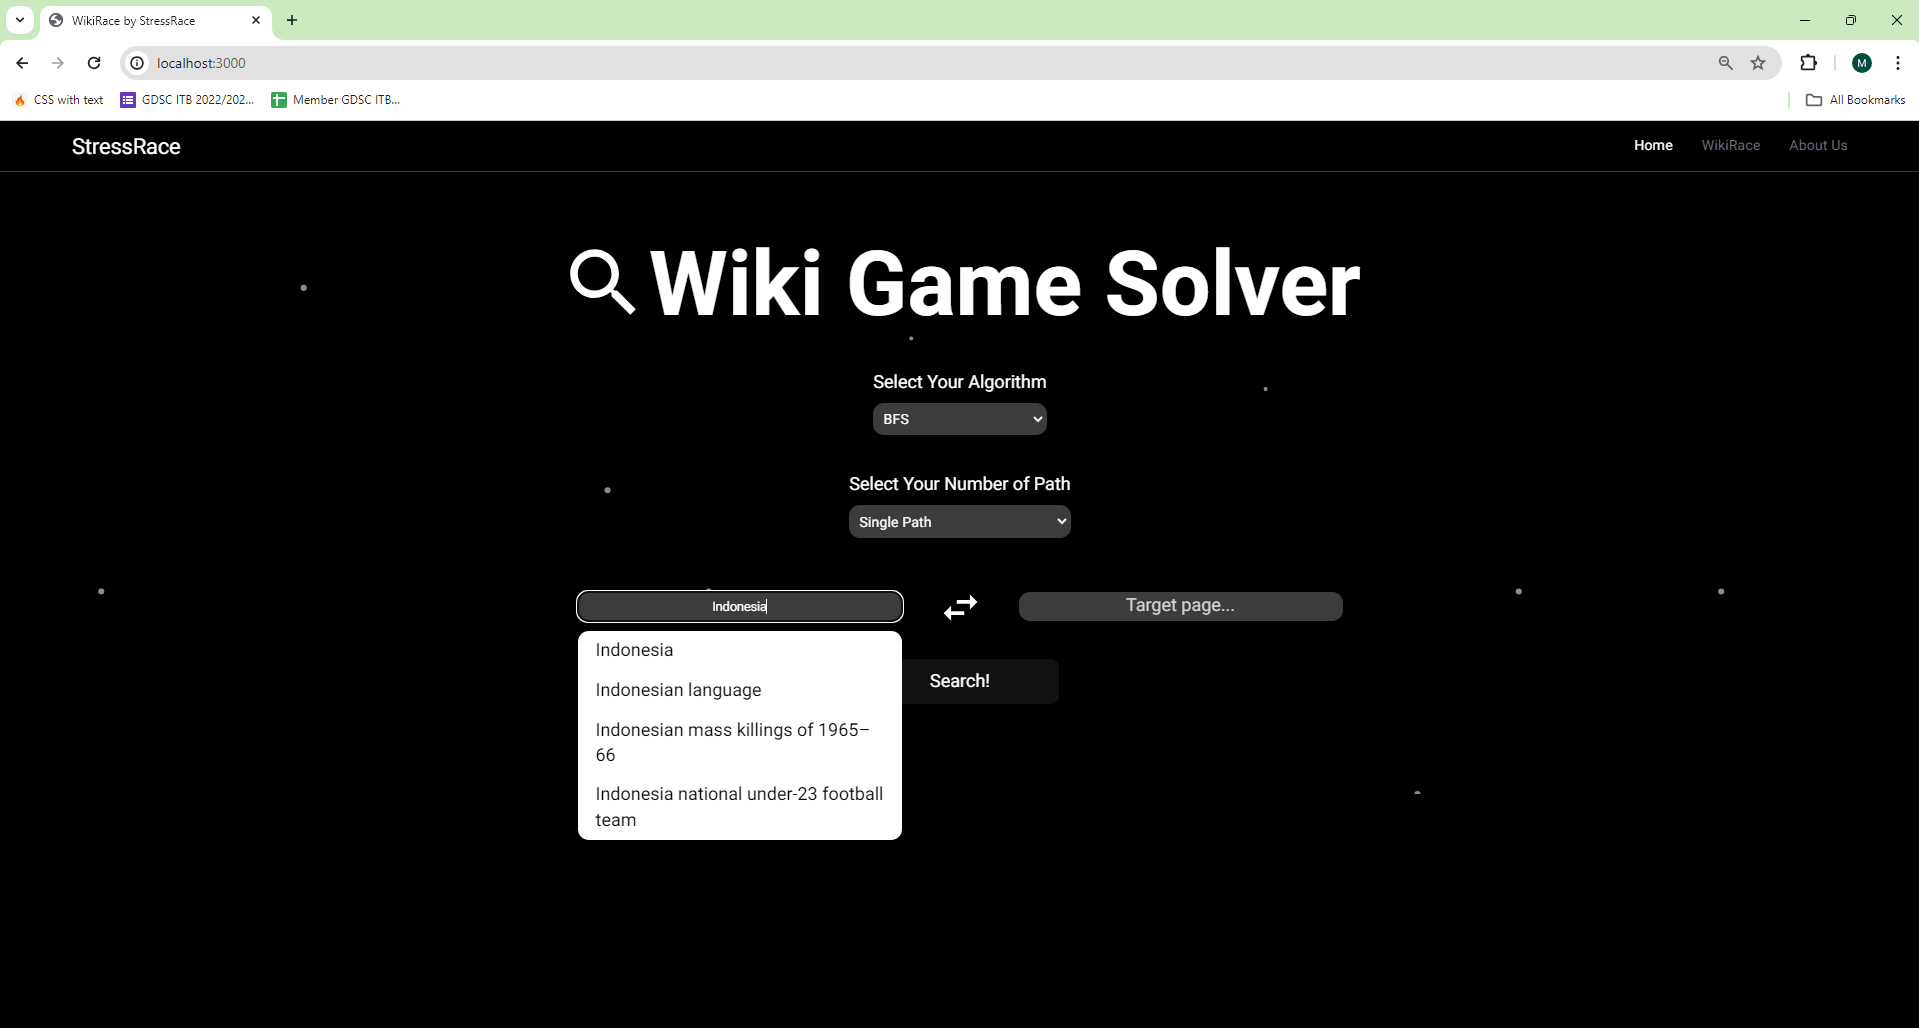 WikiRace by StressRace
localhost:3000
M
CSS with text
GDSC ITB 2022/202...
Member GDSC ITB...
All Bookmarks
StressRace
Home
WikiRace
About Us
Wiki Game Solver
Select Your Algorithm
BFS
Select Your Number of Path
Single Path
Indonesia
Target page...
Indonesia
Indonesian language
Indonesian mass killings of 1965–
66
Indonesia national under-23 football
team
Search!